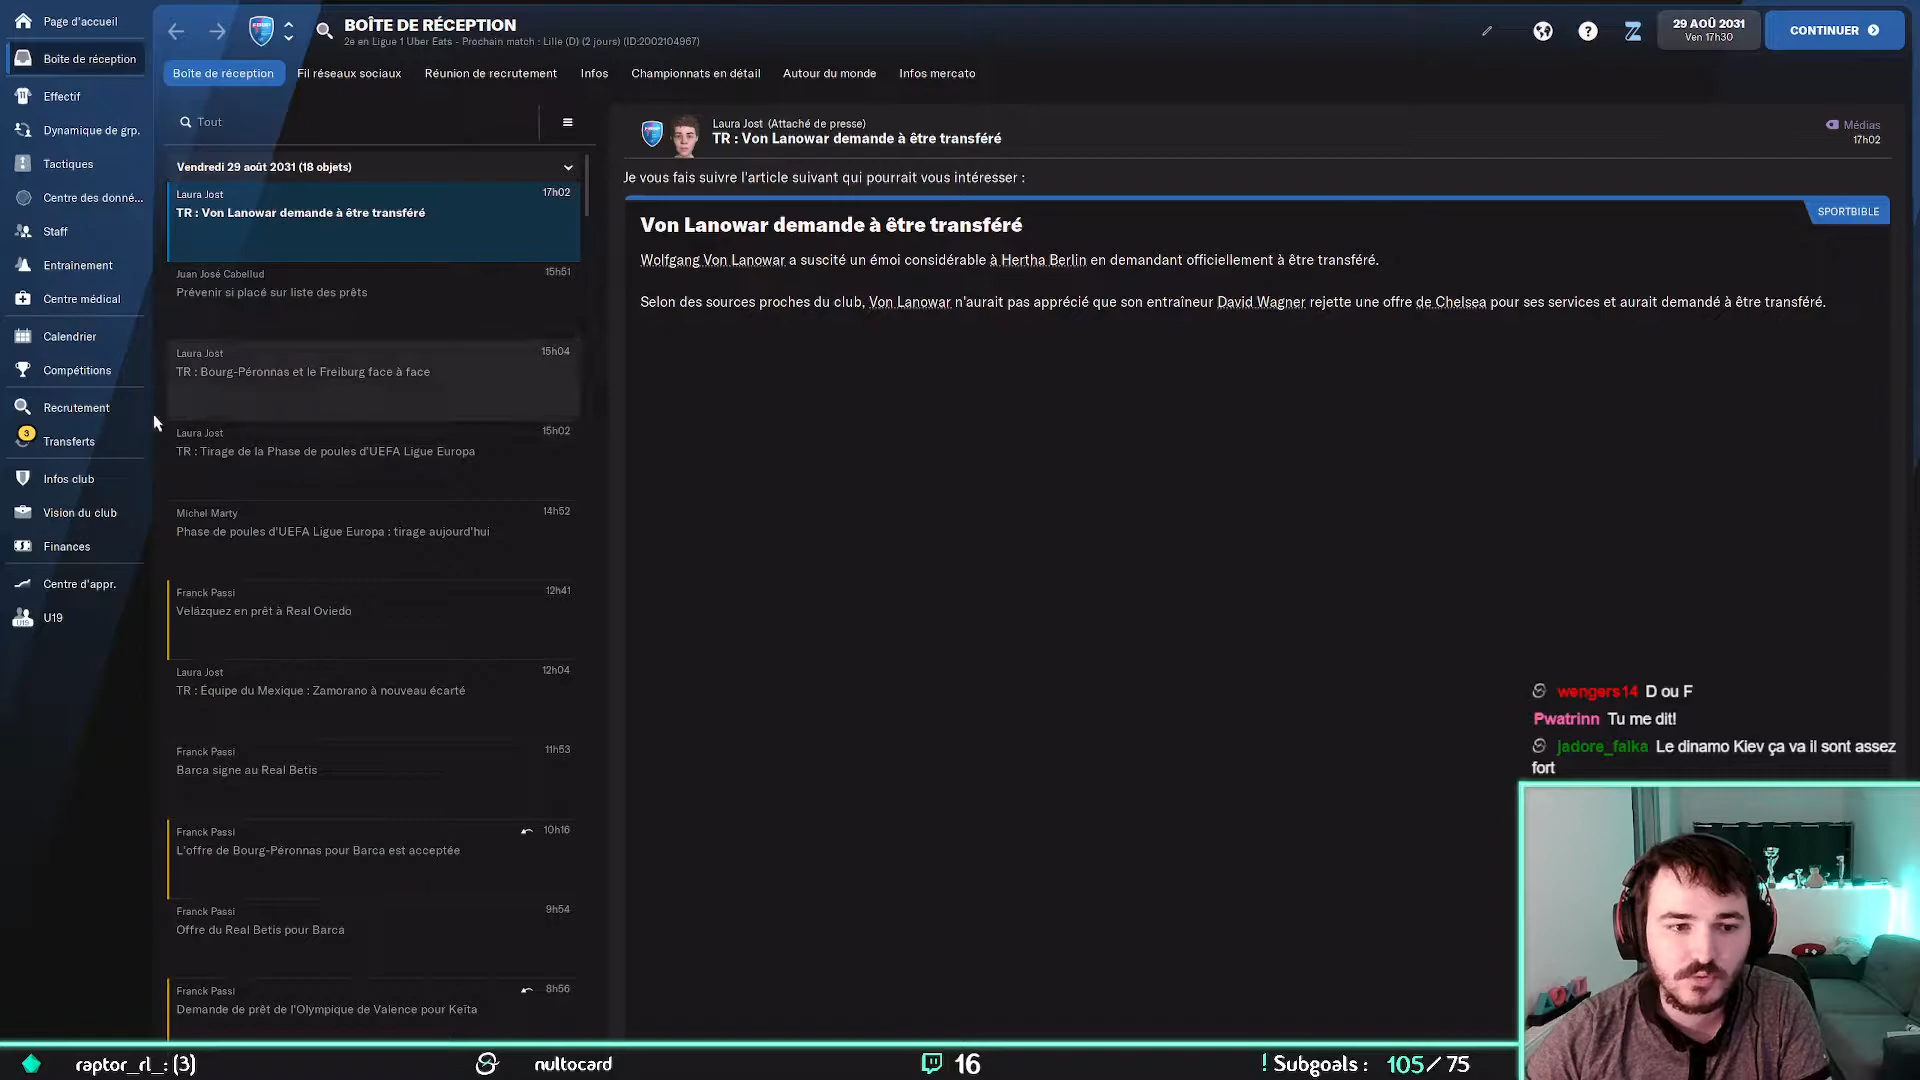 Page d'accueil
Boîte de réception
Effectif
Dynamique de grp.
Tactiques
Centre des donné...
Staff
Entraînement
Centre médical
Calendrier
Compétitions
Recrutement
3
Transferts
Infos club
Vision du club
Finances
Centre d'appr.
U19
BOÎTE DE RÉCEPTION
2e en Ligue 1 Uber Eats - Prochain match : Lille (D) (2 jours) (ID:2002104967)
29 AOÛ 2031
Ven 17h30
CONTINUER
Boîte de réception
Fil réseaux sociaux
Réunion de recrutement
Infos
Championnats en détail
Autour du monde
Infos mercato
Tout
Vendredi 29 août 2031 (18 objets)
Laura Jost 17h02
TR : Von Lanowar demande à être transféré
Juan José Cabellud 15h51
Prévenir si placé sur liste des prêts
Laura Jost 15h04
TR : Bourg-Péronnas et le Freiburg face à face
Laura Jost 15h02
TR : Tirage de la Phase de poules d'UEFA Ligue Europa
Michel Marty 14h52
Phase de poules d'UEFA Ligue Europa : tirage aujourd'hui
Franck Passi 12h41
Velázquez en prêt à Real Oviedo
Laura Jost 12h04
TR : Équipe du Mexique : Zamorano à nouveau écarté
Franck Passi 11h53
Barca signe au Real Betis
Franck Passi 10h16
L'offre de Bourg-Péronnas pour Barca est acceptée
Franck Passi 9h54
Offre du Real Betis pour Barca
Franck Passi 8h56
Demande de prêt de l'Olympique de Valence pour Keïta
Laura Jost (Attaché de presse)
TR : Von Lanowar demande à être transféré
Médias
17h02
Je vous fais suivre l'article suivant qui pourrait vous intéresser :
SPORTBIBLE
Von Lanowar demande à être transféré
Wolfgang Von Lanowar a suscité un émoi considérable à Hertha Berlin en demandant officiellement à être transféré.
Selon des sources proches du club, Von Lanowar n'aurait pas apprécié que son entraîneur David Wagner rejette une offre de Chelsea pour ses services et aurait demandé à être transféré.
wengers14 D ou F
Pwatrinn Tu me dit!
jadore_falka Le dinamo Kiev ça va il sont assez
fort
raptor_rl_: (3)
nultocard
16
! Subgoals : 105 / 75